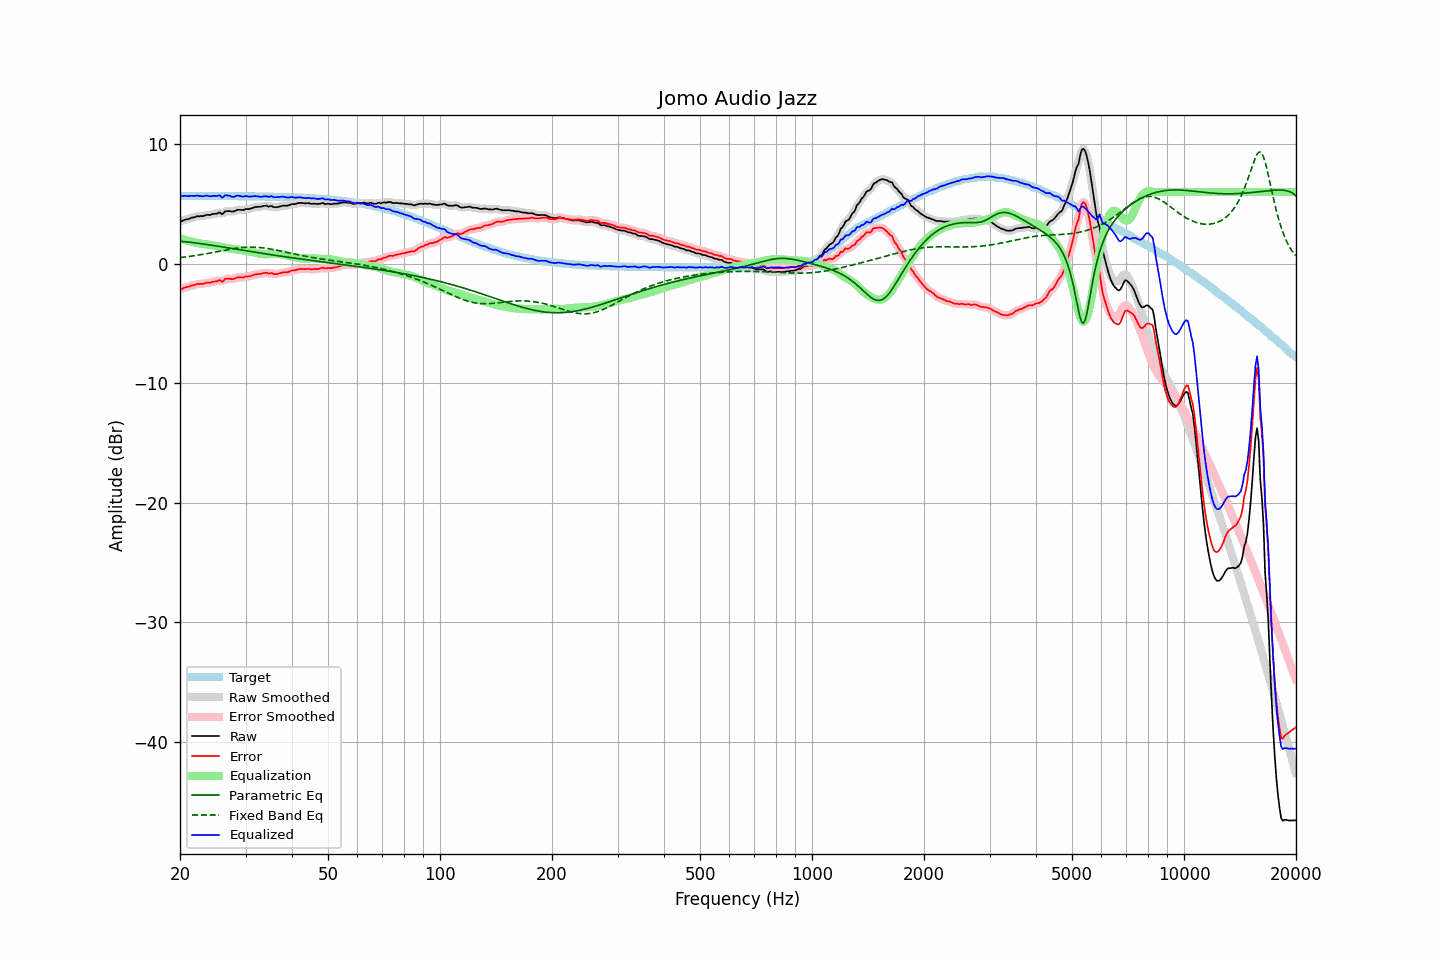 Jomo Audio Jazz
10
0
−10
−20
−30
−40
Amplitude (dBr)
Target
Raw Smoothed
Error Smoothed
Raw
Error
Equalization
Parametric Eq
Fixed Band Eq
Equalized
20 50 100 200 500 1000 2000 5000 10000 20000
Frequency (Hz)